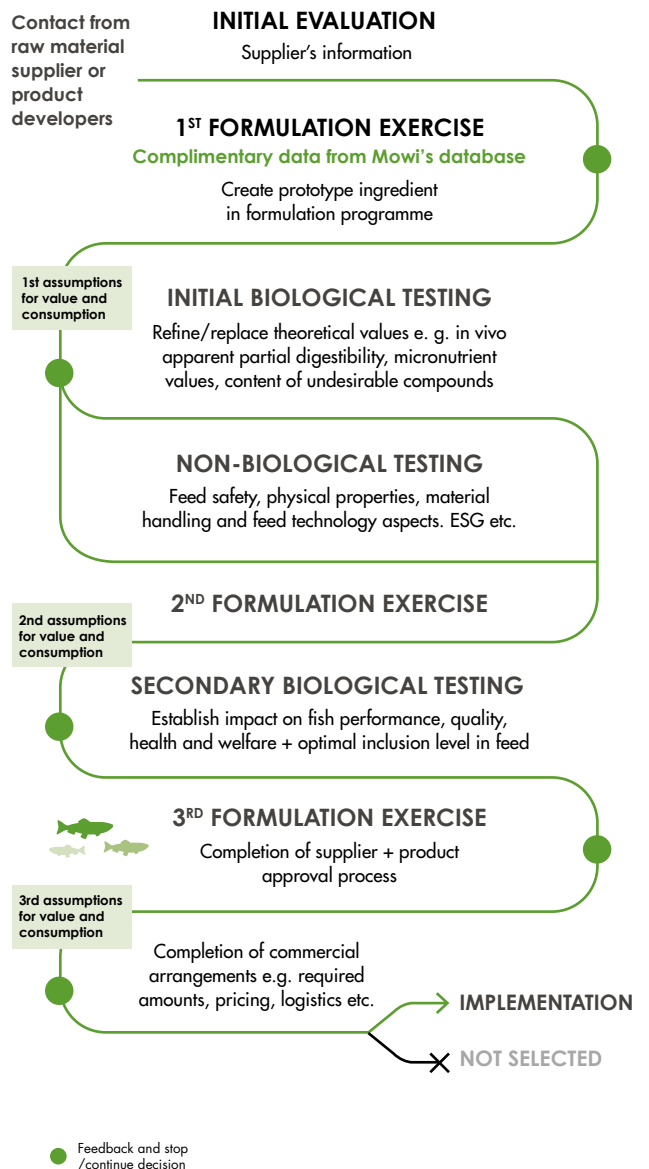 Contact from
raw material
supplier or
product
developers
INITIAL EVALUATION
Supplier's information
1ST FORMULATION EXERCISE
Complimentary data from Mowi's database
Create prototype ingredient
in formulation programme
1st assumptions
for value and
consumption
INITIAL BIOLOGICAL TESTING
Refine/replace theoretical values e. g. in vivo
apparent partial digestibility, micronutrient
values, content of undesirable compounds
NON-BIOLOGICAL TESTING
Feed safety, physical properties, material
handling and feed technology aspects. ESG etc.
2ND FORMULATION EXERCISE
2nd assumptions
for value and
consumption
SECONDARY BIOLOGICAL TESTING
Establish impact on fish performance, quality,
health and welfare + optimal inclusion level in feed
3RD FORMULATION EXERCISE
Completion of supplier + product
approval process
3rd assumptions
for value and
consumption
Completion of commercial
arrangements e.g. required
amounts, pricing, logistics etc.
IMPLEMENTATION
NOT SELECTED
Feedback and stop
/continue decision